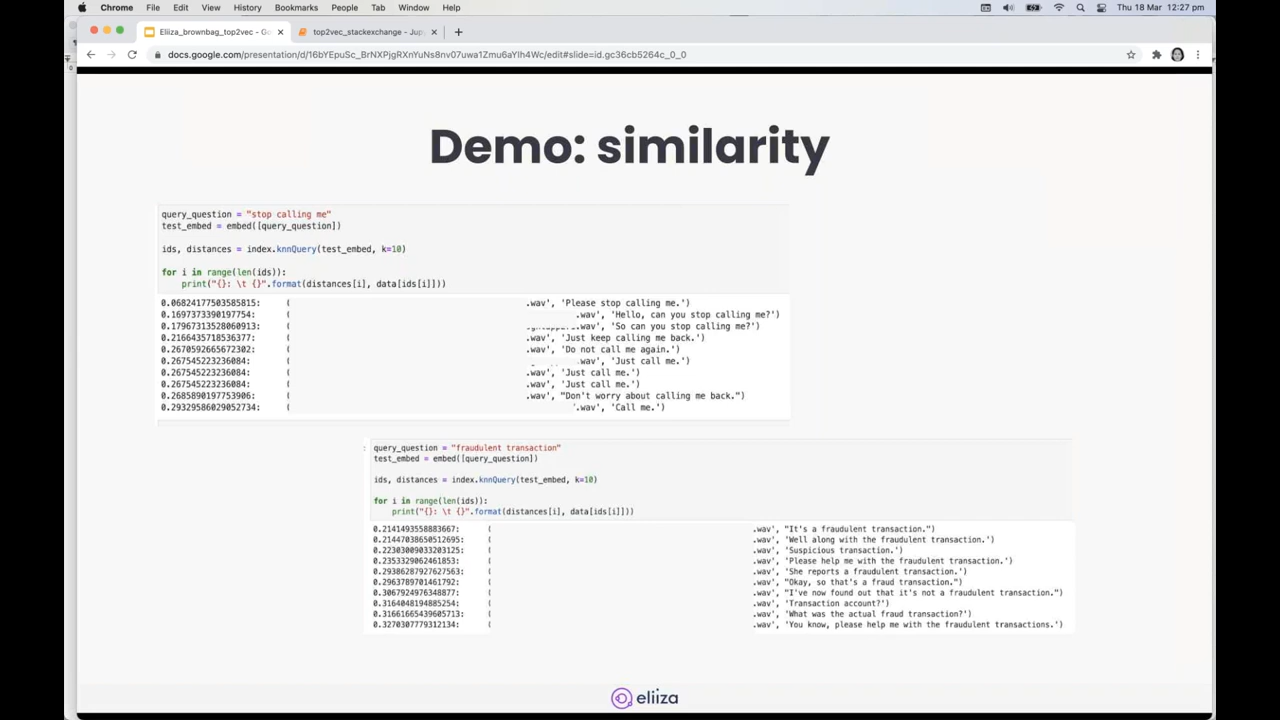 Chrome File Edit View History Bookmarks People Tab Window Help Thu 18 Mar 12:27 pm
Eliiza_brownbag_top2vec - Go × top2vec_stackexchange - Jup × +
docs.google.com/presentation/d/16bYEpuSc_BrNXPjgRXnYuNs8nv07uwa1Zmu6aYlh4Wc/edit#slide=id.gc36cb5264c_0_0
Demo: similarity
query_question = "stop calling me"
test_embed = embed([query_question])
ids, distances = index.knnQuery(test_embed, k=10)
for i in range(len(ids)):
print("{}: \t {}".format(distances[i], data[ids[i]]))
0.06824177503585815: ( .wav', 'Please stop calling me.')
0.1697373390197754: ( .wav', 'Hello, can you stop calling me?')
0.17967313528060913: ( .wav', 'So can you stop calling me?')
0.2166435718536377: ( .wav', 'Just keep calling me back.')
0.2670592665672302: ( .wav', 'Do not call me again.')
0.267545223236084: ( .wav', 'Just call me.')
0.267545223236084: ( .wav', 'Just call me.')
0.267545223236084: ( .wav', 'Just call me.')
0.2685890197753906: ( .wav', "Don't worry about calling me back.")
0.29329586029052734: ( '.wav', 'Call me.')
query_question = "fraudulent transaction"
test_embed = embed([query_question])
ids, distances = index.knnQuery(test_embed, k=10)
for i in range(len(ids)):
print("{}: \t {}".format(distances[i], data[ids[i]]))
0.2141493558883667: ( .wav', "It's a fraudulent transaction.")
0.21447038650512695: ( .wav', 'Well along with the fraudulent transaction.')
0.22303009033203125: ( .wav', 'Suspicious transaction.')
0.2353329062461853: ( .wav', 'Please help me with the fraudulent transaction.')
0.29386287927627563: ( .wav', 'She reports a fraudulent transaction.')
0.2963789701461792: ( .wav', "Okay, so that's a fraud transaction.")
0.3067924976348877: ( .wav', "I've now found out that it's not a fraudulent transaction.")
0.3164048194885254: ( .wav', 'Transaction account?')
0.31661665439605713: ( .wav', 'What was the actual fraud transaction?')
0.3270307779312134: ( .wav', 'You know, please help me with the fraudulent transactions.')
eliiza